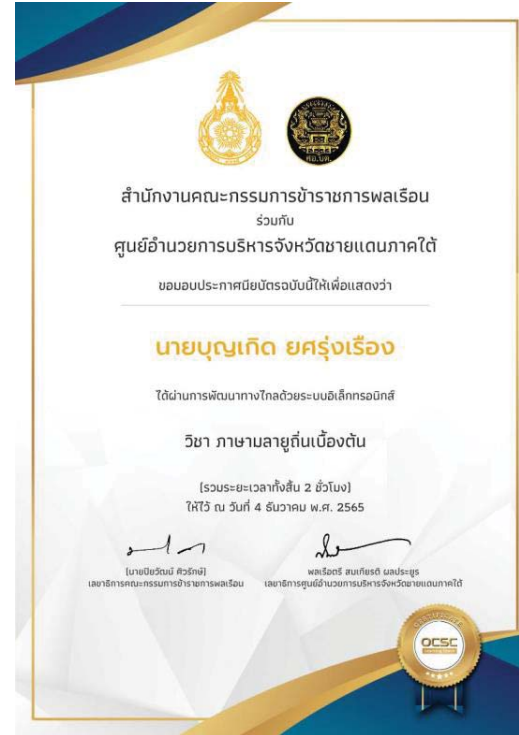 ศอ.บต.
สำนักงานคณะกรรมการข้าราชการพลเรือน
ร่วมกับ
ศูนย์อำนวยการบริหารจังหวัดชายแดนภาคใต้
ขอมอบประกาศนียบัตรฉบับนี้ให้เพื่อแสดงว่า
นายบุญเกิด ยศรุ่งเรือง
ได้ผ่านการพัฒนาทางไกลด้วยระบบอิเล็กทรอนิกส์
วิชา ภาษามลายูถิ่นเบื้องต้น
(รวมระยะเวลาทั้งสิ้น 2 ชั่วโมง)
ให้ไว้ ณ วันที่ 4 ธันวาคม พ.ศ. 2565
(นายปิยวัฒน์ ศิวรักษ์)
เลขาธิการคณะกรรมการข้าราชการพลเรือน
พลเรือตรี สมเกียรติ ผลประยูร
เลขาธิการศูนย์อำนวยการบริหารจังหวัดชายแดนภาคใต้
OCSC